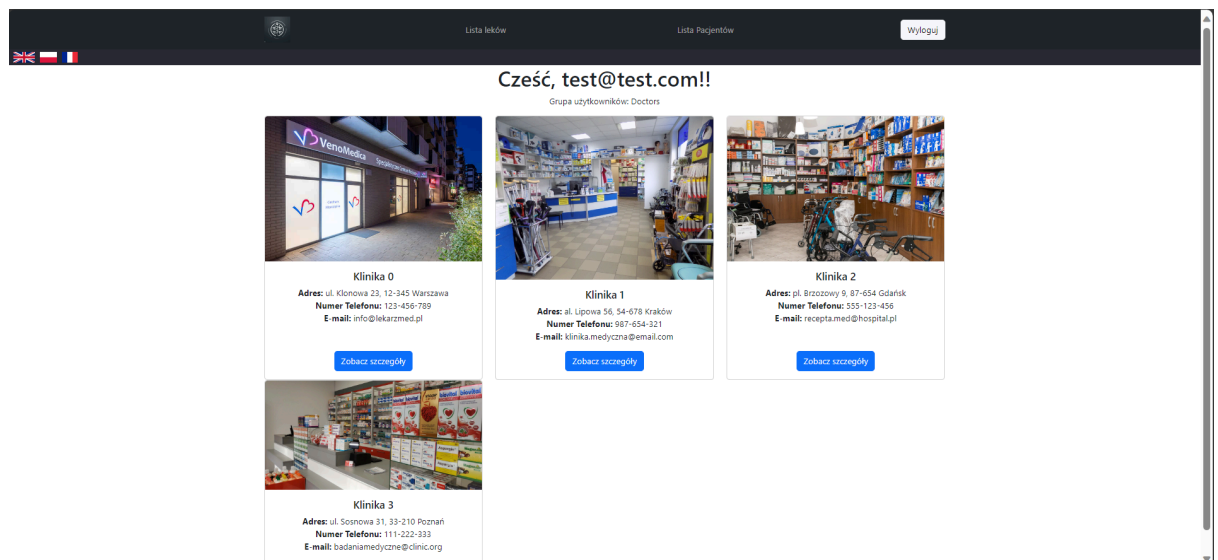 Lista leków
Lista Pacjentów
Wyloguj
Cześć, test@test.com!!
Grupa użytkowników: Doctors
VenoMedica
Klinika 0
Adres: ul. Klonowa 23, 12-345 Warszawa
Numer Telefonu: 123-456-789
E-mail: info@lekarzmed.pl
Zobacz szczegóły
Klinika 1
Adres: al. Lipowa 56, 54-678 Kraków
Numer Telefonu: 987-654-321
E-mail: klinika.medyczna@email.com
Zobacz szczegóły
Klinika 2
Adres: pl. Brzozowy 9, 87-654 Gdańsk
Numer Telefonu: 555-123-456
E-mail: recepta.med@hospital.pl
Zobacz szczegóły
Klinika 3
Adres: ul. Sosnowa 31, 33-210 Poznań
Numer Telefonu: 111-222-333
E-mail: badaniamedyczne@clinic.org